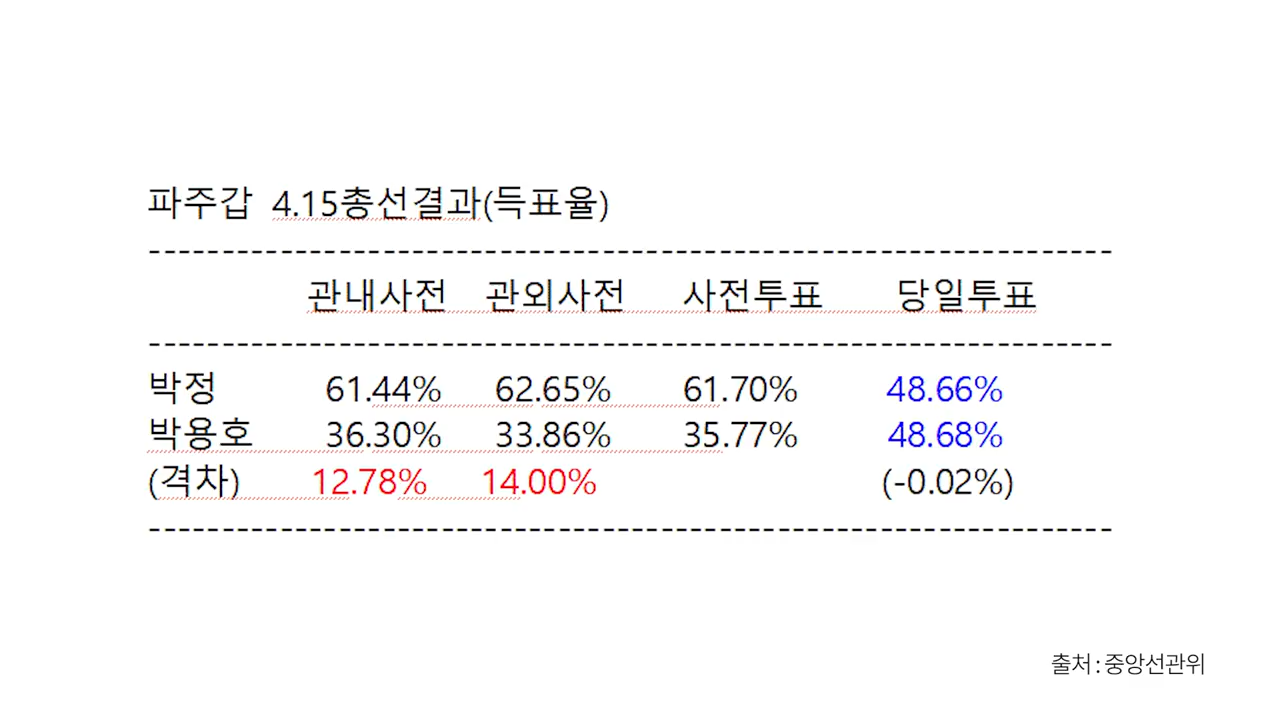 파주갑 4.15총선결과(득표율)
--------------------------------------------------------------------
관내사전 관외사전 사전투표 당일투표
--------------------------------------------------------------------
박정 61.44% 62.65% 61.70% 48.66%
박용호 36.30% 33.86% 35.77% 48.68%
(격차) 12.78% 14.00% (-0.02%)
--------------------------------------------------------------------
출처 : 중앙선관위